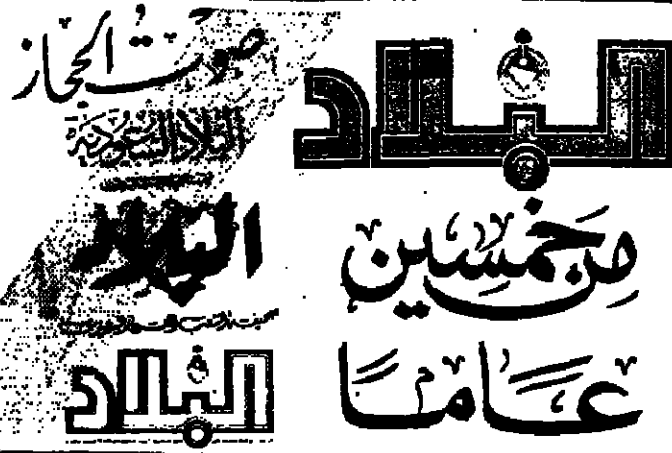 صوت الحجاز
البلاد السعودية
البلاد
البلاد
البلاد
من خمسين
عاماً